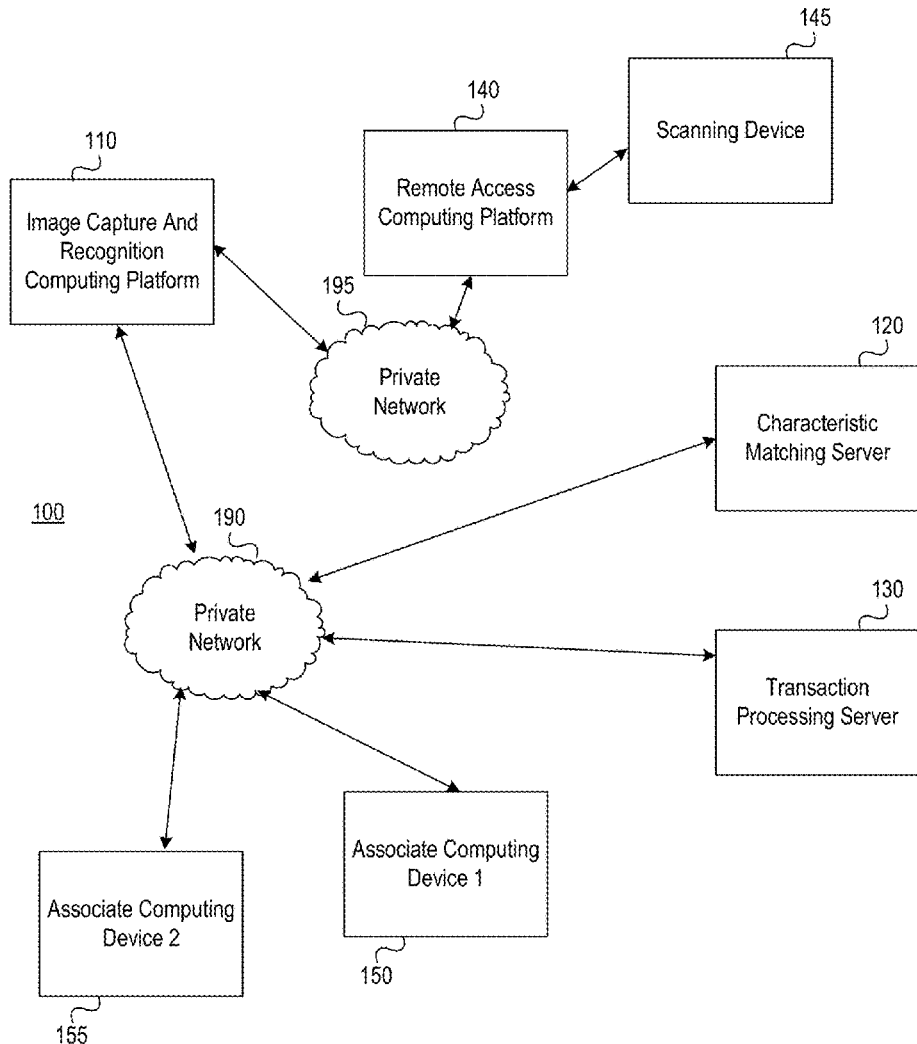 145
Scanning Device
140
Remote Access
Computing Platform
110
Image Capture And
Recognition
Computing Platform
195
Private
Network
120
Characteristic
Matching Server
100
190
Private
Network
130
Transaction
Processing Server
Associate Computing
Device 1
150
Associate Computing
Device 2
155